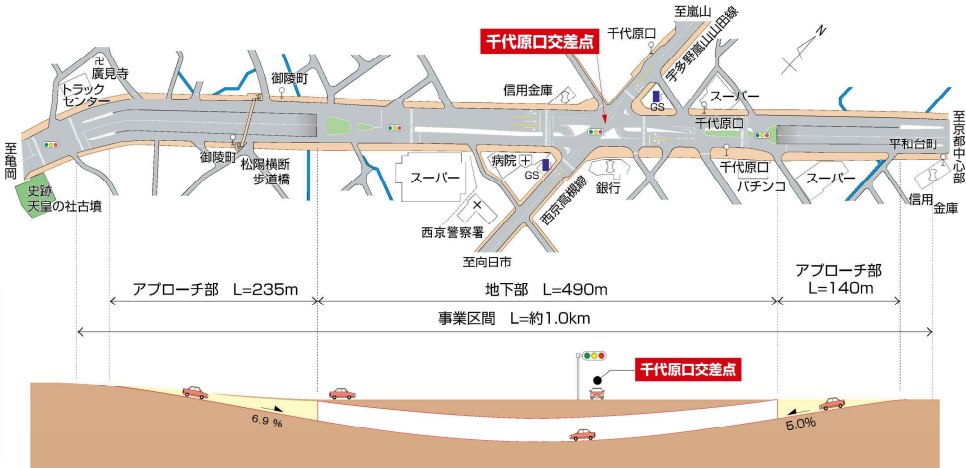 至嵐山
千代原口
宇多野嵐山山田線
千代原口交差点
N
卍
廣見寺
トラック
センター
御陵町
信用金庫
GS
スーパー
千代原口
至京都中心部
平和台町
至亀岡
御陵町
松陽横断
歩道橋
スーパー
病院
GS
銀行
千代原口
パチンコ
スーパー
信用
金庫
史跡
天皇の社古墳
西京警察署
西京高槻線
至向日市
アプローチ部 L=235m
地下部 L=490m
アプローチ部
L=140m
事業区間 L=約1.0km
千代原口交差点
6.9 %
5.0%